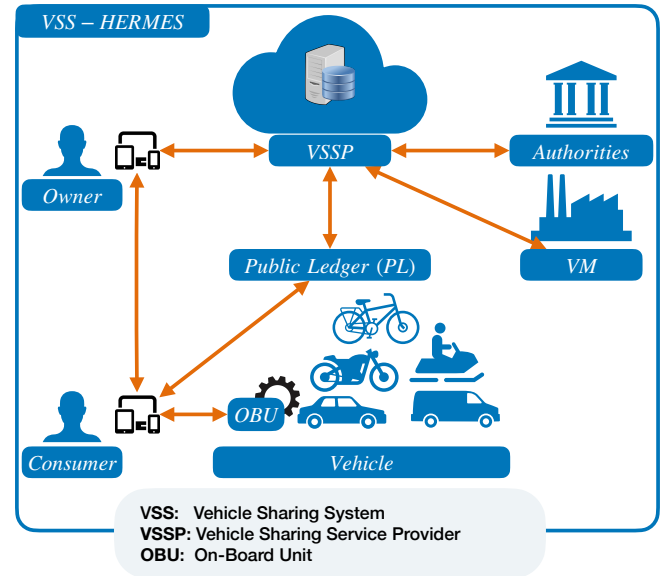 VSS – HERMES
VSSP
Authorities
Owner
Public Ledger (PL)
VM
OBU
Consumer
Vehicle
VSS: Vehicle Sharing System
VSSP: Vehicle Sharing Service Provider
OBU: On-Board Unit